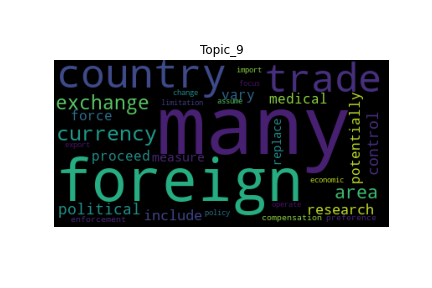 Topic_9
country import trade
change focus
exchange limitation assume vary medical
force many potentially control
currency replace
export proceed measure
foreign economic area
political include operate research
enforcement policy compensation preference